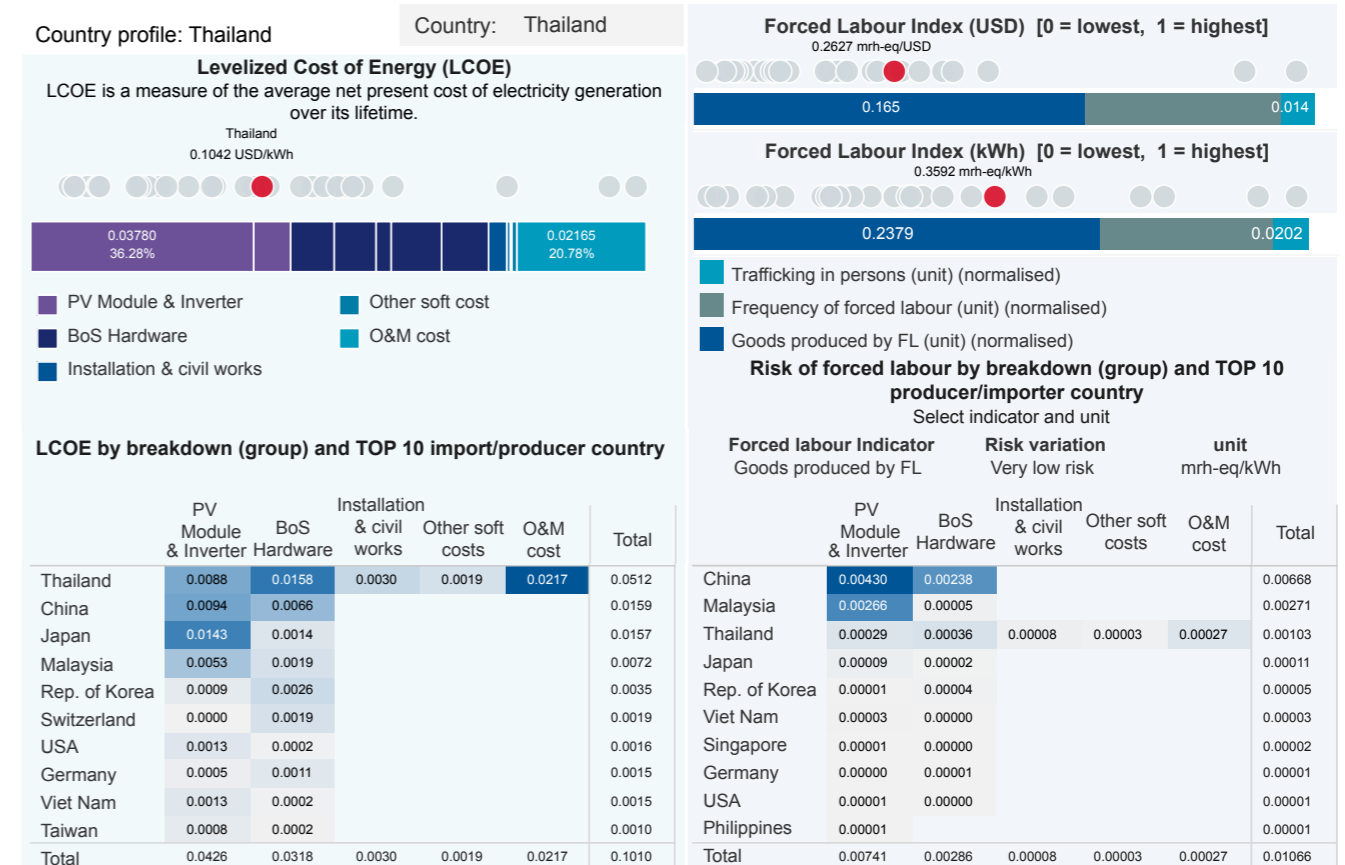 Country profile: Thailand
Country: Thailand
Levelized Cost of Energy (LCOE)
LCOE is a measure of the average net present cost of electricity generation
over its lifetime.
Thailand
0.1042 USD/kWh
0.03780
36.28%
0.02165
20.78%
PV Module & Inverter
Other soft cost
BoS Hardware
O&M cost
Installation & civil works
LCOE by breakdown (group) and TOP 10 import/producer country
PV Module & Inverter BoS Hardware Installation & civil works Other soft costs O&M cost Total
Thailand 0.0088 0.0158 0.0030 0.0019 0.0217 0.0512
China 0.0094 0.0066 0.0159
Japan 0.0143 0.0014 0.0157
Malaysia 0.0053 0.0019 0.0072
Rep. of Korea 0.0009 0.0026 0.0035
Switzerland 0.0000 0.0019 0.0019
USA 0.0013 0.0002 0.0016
Germany 0.0005 0.0011 0.0015
Viet Nam 0.0013 0.0002 0.0015
Taiwan 0.0008 0.0002 0.0010
Total 0.0426 0.0318 0.0030 0.0019 0.0217 0.1010
Forced Labour Index (USD) [0 = lowest, 1 = highest]
0.2627 mrh-eq/USD
0.165 0.014
Forced Labour Index (kWh) [0 = lowest, 1 = highest]
0.3592 mrh-eq/kWh
0.2379 0.0202
Trafficking in persons (unit) (normalised)
Frequency of forced labour (unit) (normalised)
Goods produced by FL (unit) (normalised)
Risk of forced labour by breakdown (group) and TOP 10
producer/importer country
Select indicator and unit
Forced labour Indicator Risk variation unit
Goods produced by FL Very low risk mrh-eq/kWh
PV Module & Inverter BoS Hardware Installation & civil works Other soft costs O&M cost Total
China 0.00430 0.00238 0.00668
Malaysia 0.00266 0.00005 0.00271
Thailand 0.00029 0.00036 0.00008 0.00003 0.00027 0.00103
Japan 0.00009 0.00002 0.00011
Rep. of Korea 0.00001 0.00004 0.00005
Viet Nam 0.00003 0.00000 0.00003
Singapore 0.00001 0.00000 0.00002
Germany 0.00000 0.00001 0.00001
USA 0.00001 0.00000 0.00001
Philippines 0.00001 0.00001
Total 0.00741 0.00286 0.00008 0.00003 0.00027 0.01066